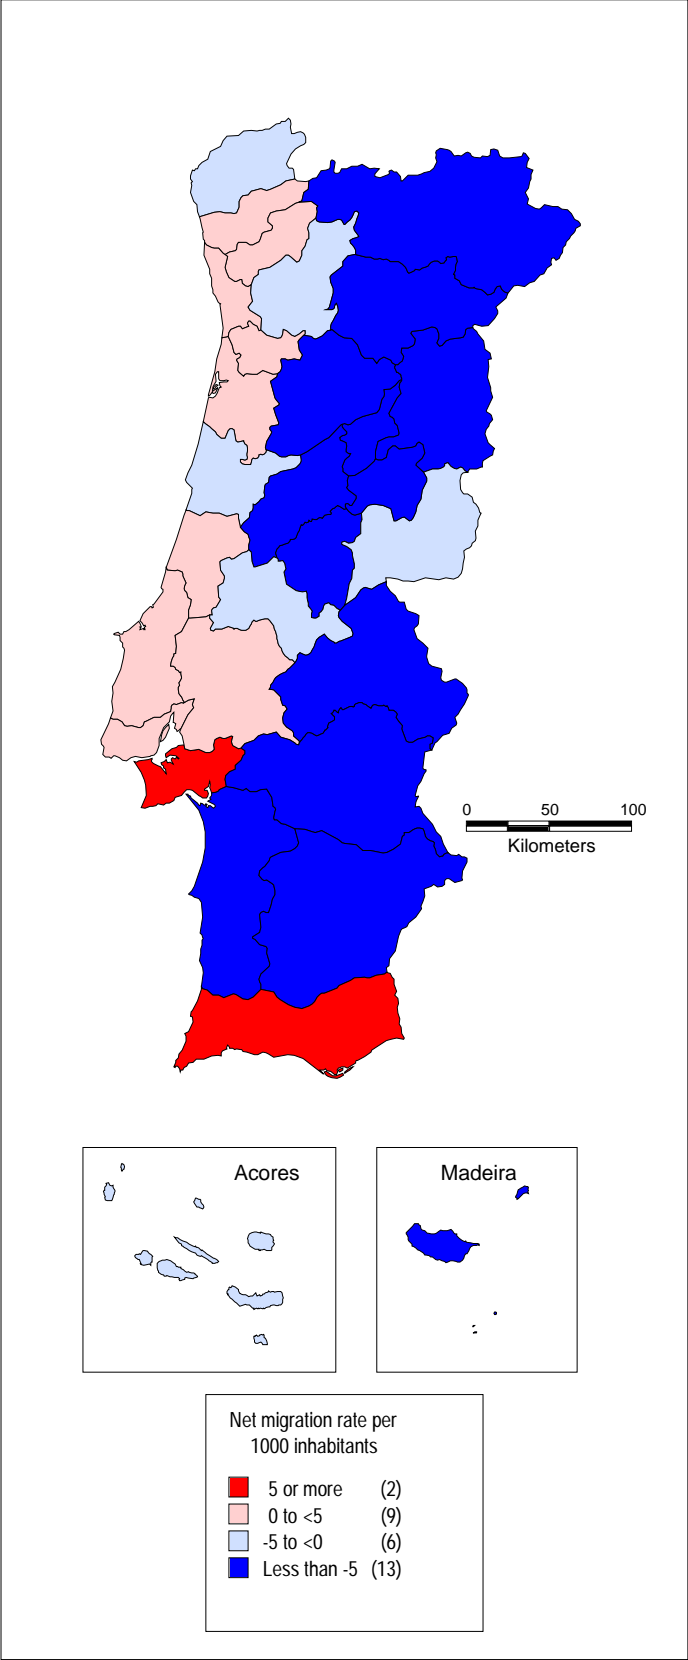 0 50 100
Kilometers
Acores
Madeira
Net migration rate per
1000 inhabitants
5 or more (2)
0 to <5 (9)
-5 to <0 (6)
Less than -5 (13)